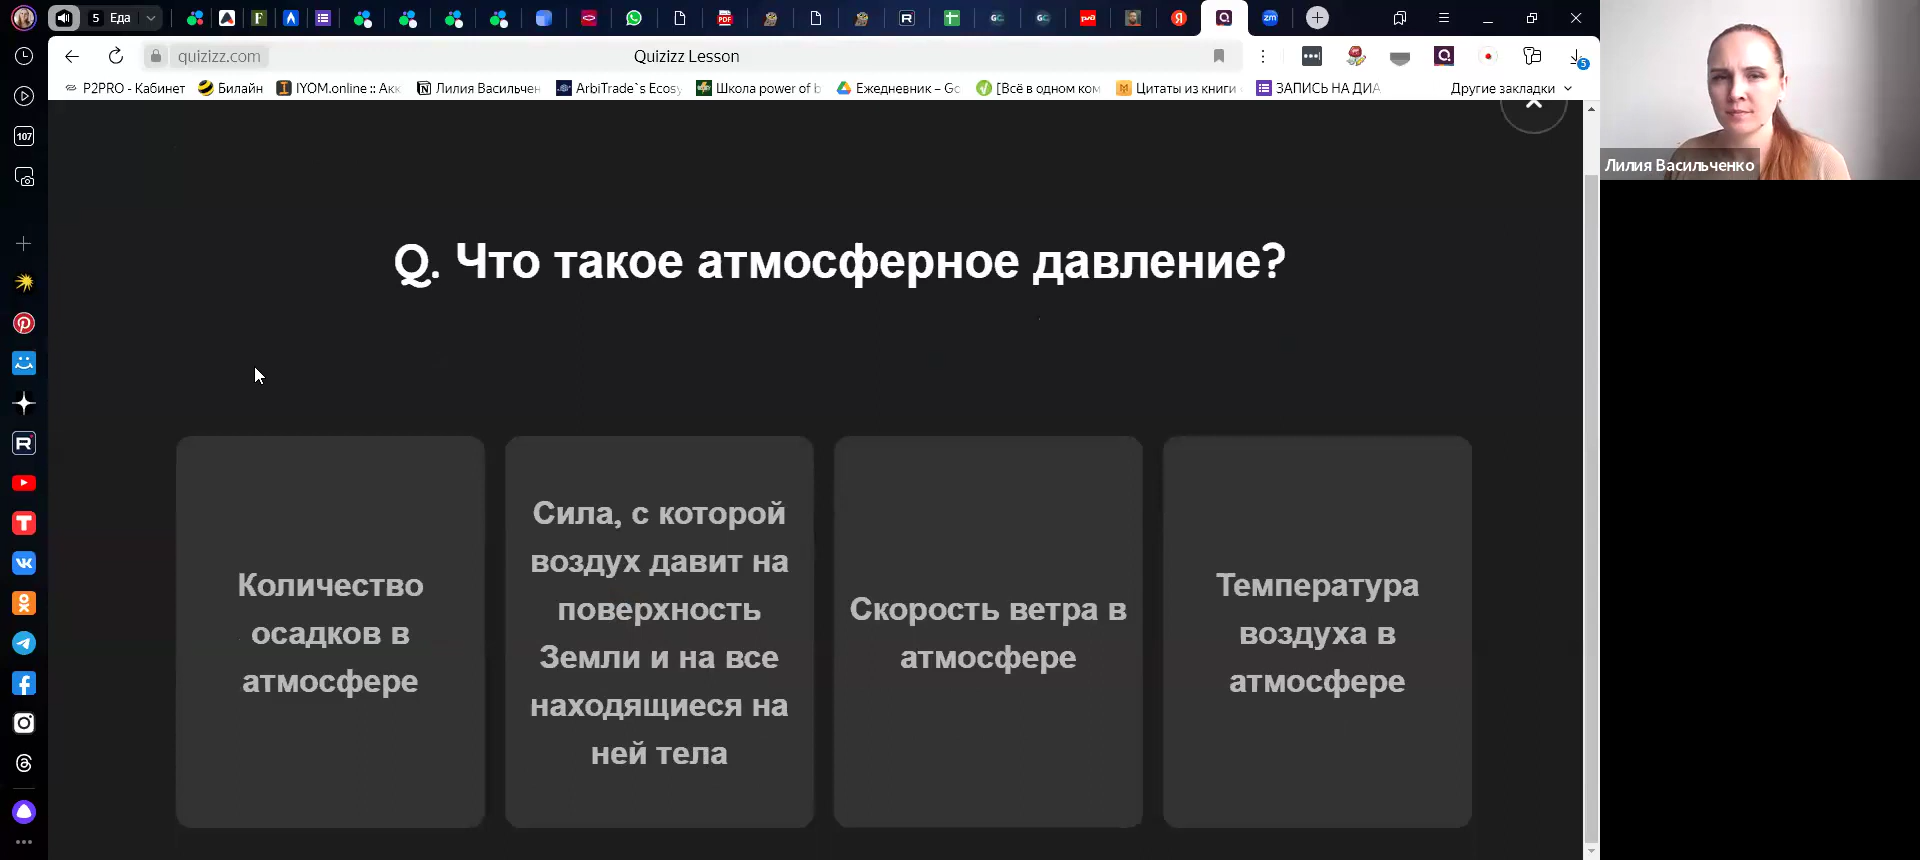 5 Еда
quizizz.com
Quizizz Lesson
5
P2PRO - Кабинет
Билайн
IYOM.online :: Акк
Лилия Васильчен
ArbiTrade`s Ecosy
Школа power of b
Ежедневник – Gc
[Всё в одном ком
Цитаты из книги
ЗАПИСЬ НА ДИА
Другие закладки
107
Лилия Васильченко
Q. Что такое атмосферное давление?
Количество
осадков в
атмосфере
Сила, с которой
воздух давит на
поверхность
Земли и на все
находящиеся на
ней тела
Скорость ветра в
атмосфере
Температура
воздуха в
атмосфере